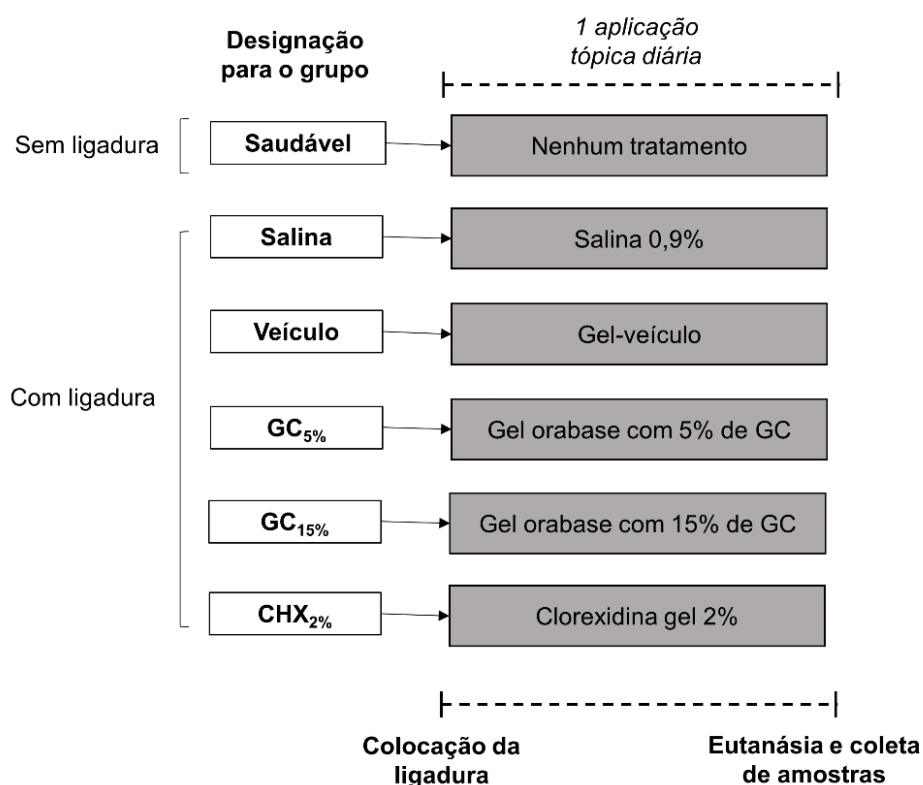 Designação
para o grupo
1 aplicação
tópica diária
Sem ligadura
Saudável
Nenhum tratamento
Com ligadura
Salina
Salina 0,9%
Veículo
Gel-veículo
GC5%
Gel orabase com 5% de GC
GC15%
Gel orabase com 15% de GC
CHX2%
Clorexidina gel 2%
Colocação da
ligadura
Eutanásia e coleta
de amostras